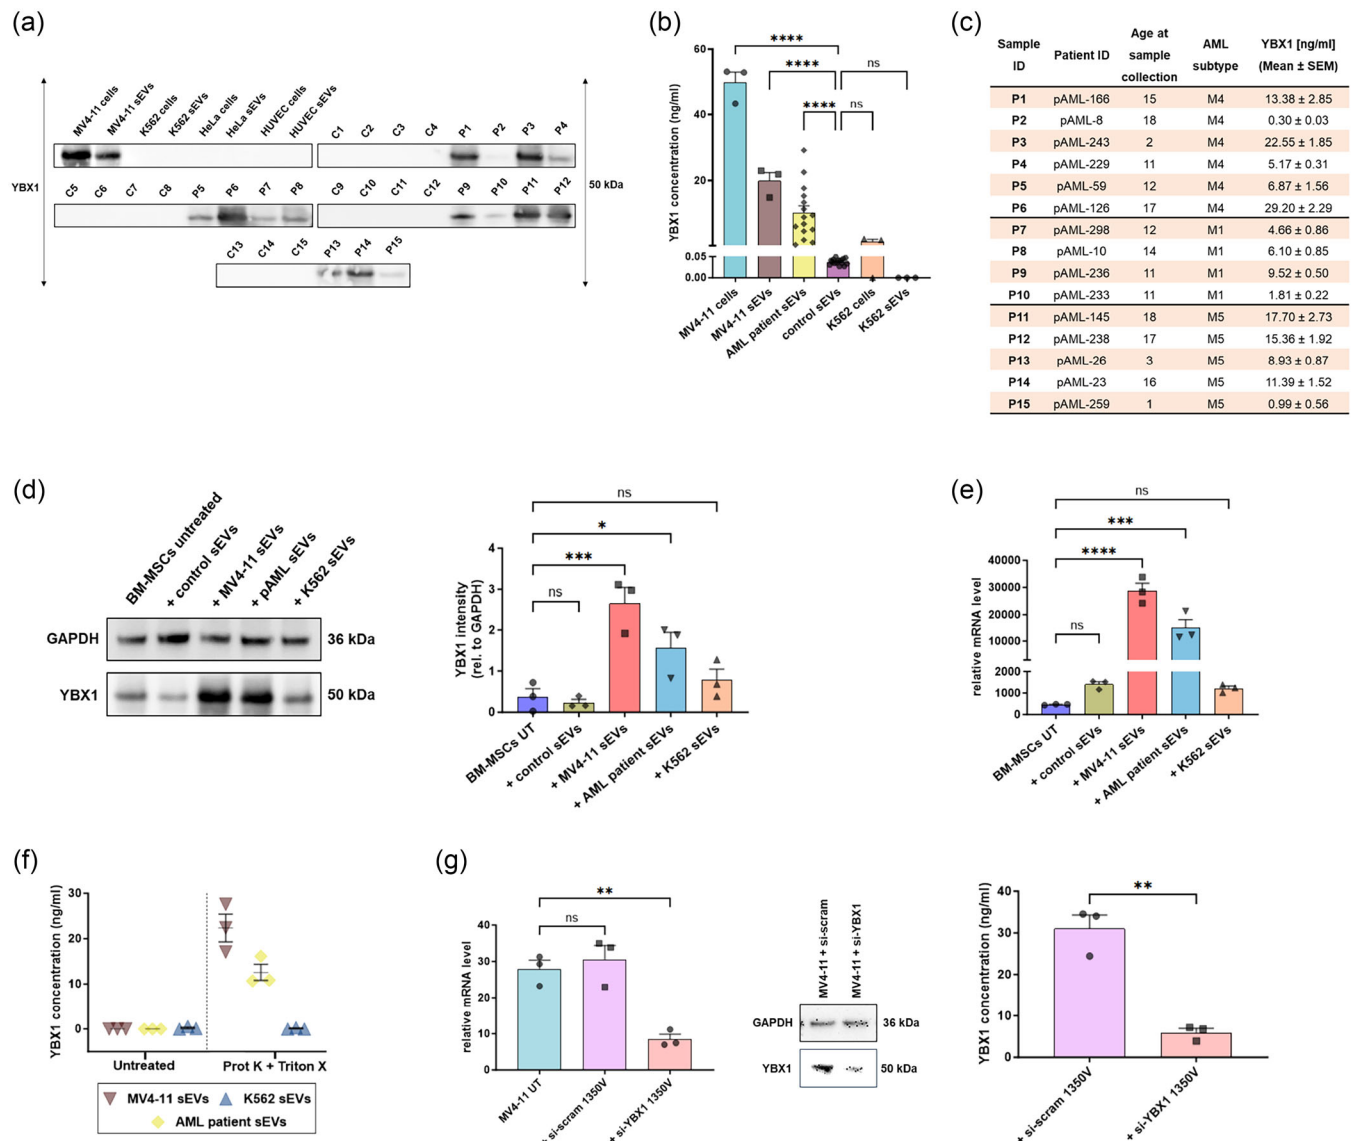 (a)
MV4-11 cells
MV4-11 sEVs
K562 cells
K562 sEVs
HeLa cells
HeLa sEVs
HUVEC cells
HUVEC sEVs
C1 C2 C3 C4 P1 P2 P3 P4
YBX1
50 kDa
C5 C6 C7 C8 P5 P6 P7 P8
C9 C10 C11 C12 P9 P10 P11 P12
C13 C14 C15 P13 P14 P15
(b)
YBX1 concentration (ng/ml)
60
40
20
0.05
0.00
****
****
ns
****
ns
MV4-11 cells
MV4-11 sEVs
AML patient sEVs
control sEVs
K562 cells
K562 sEVs
(c)
Sample ID Patient ID Age at sample collection AML subtype YBX1 [ng/ml] (Mean ± SEM)
P1 pAML-166 15 M4 13.38 ± 2.85
P2 pAML-8 18 M4 0.30 ± 0.03
P3 pAML-243 2 M4 22.55 ± 1.85
P4 pAML-229 11 M4 5.17 ± 0.31
P5 pAML-59 12 M4 6.87 ± 1.56
P6 pAML-126 17 M4 29.20 ± 2.29
P7 pAML-298 12 M1 4.66 ± 0.86
P8 pAML-10 14 M1 6.10 ± 0.85
P9 pAML-236 11 M1 9.52 ± 0.50
P10 pAML-233 11 M1 1.81 ± 0.22
P11 pAML-145 18 M5 17.70 ± 2.73
P12 pAML-238 17 M5 15.36 ± 1.92
P13 pAML-26 3 M5 8.93 ± 0.87
P14 pAML-23 16 M5 11.39 ± 1.52
P15 pAML-259 1 M5 0.99 ± 0.56
(d)
BM-MSCs untreated
+ control sEVs
+ MV4-11 sEVs
+ pAML sEVs
+ K562 sEVs
GAPDH
36 kDa
YBX1
50 kDa
YBX1 intensity
(rel. to GAPDH)
4
3
2
1
0
ns
*
***
ns
BM-MSCs UT
+ control sEVs
+ MV4-11 sEVs
+ AML patient sEVs
+ K562 sEVs
(e)
relative mRNA level
40000
30000
20000
10000
2000
1000
0
ns
***
****
ns
BM-MSCs UT
+ control sEVs
+ MV4-11 sEVs
+ AML patient sEVs
+ K562 sEVs
(f)
YBX1 concentration (ng/ml)
30
20
10
0
Untreated
Prot K + Triton X
MV4-11 sEVs
K562 sEVs
AML patient sEVs
(g)
relative mRNA level
40
30
20
10
0
**
ns
MV4-11 UT
+ si-scram 1350V
+ si-YBX1 1350V
MV4-11 + si-scram
MV4-11 + si-YBX1
GAPDH
36 kDa
YBX1
50 kDa
YBX1 concentration (ng/ml)
40
30
20
10
0
**
+ si-scram 1350V
+ si-YBX1 1350V